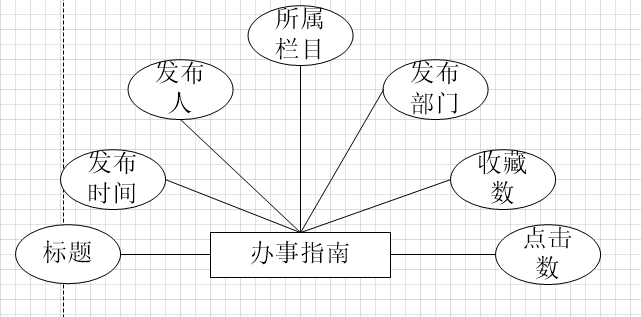 所属
栏目
发布
人
发布
部门
发布
时间
收藏
数
标题
办事指南
点击
数